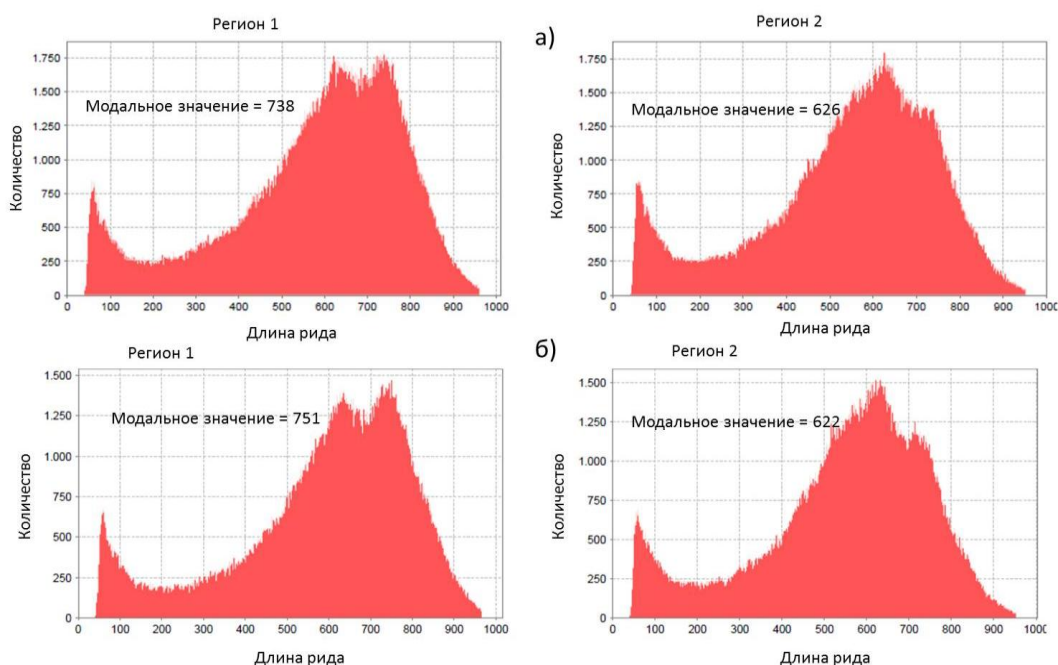 Регион 1
а)
Регион 2
1.750
1.500
1.250
1.000
750
500
250
0
Количество
Модальное значение = 738
0 100 200 300 400 500 600 700 800 900 1000
Длина рида
1.750
1.500
1.250
1.000
750
500
250
0
Количество
Модальное значение = 626
0 100 200 300 400 500 600 700 800 900 1000
Длина рида
Регион 1
б)
Регион 2
1.500
1.250
1.000
750
500
250
0
Количество
Модальное значение = 751
0 100 200 300 400 500 600 700 800 900 1000
Длина рида
1.500
1.250
1.000
750
500
250
0
Количество
Модальное значение = 622
0 100 200 300 400 500 600 700 800 900 1000
Длина рида